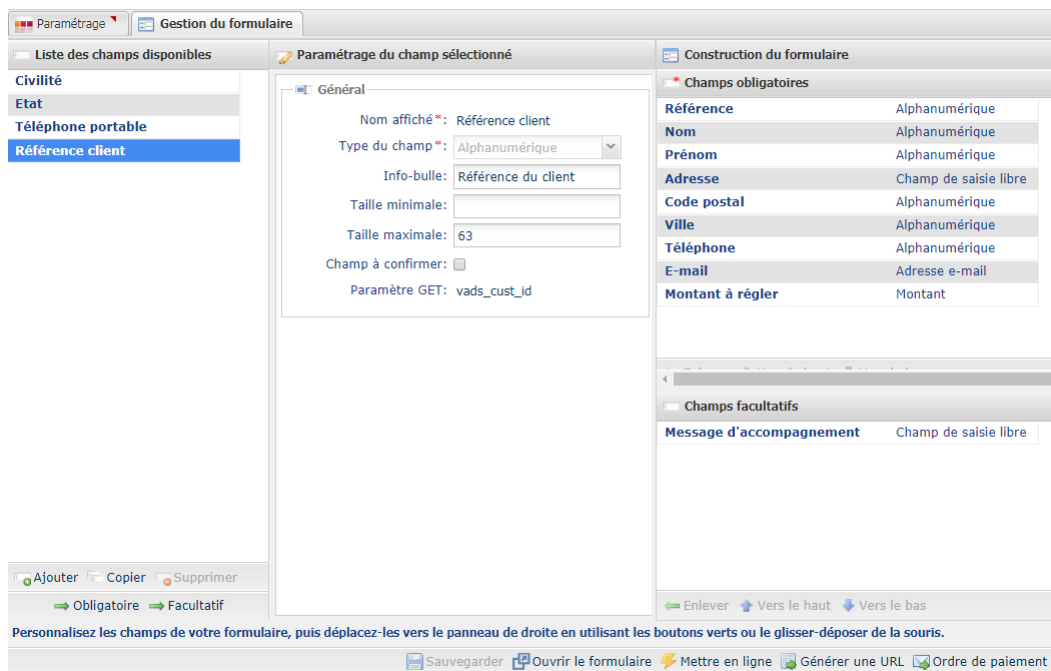 Paramétrage
Gestion du formulaire
Liste des champs disponibles
Civilité
Etat
Téléphone portable
Référence client
Ajouter Copier Supprimer
Obligatoire Facultatif
Paramétrage du champ sélectionné
Général
Nom affiché*: Référence client
Type du champ*: Alphanumérique
Info-bulle: Référence du client
Taille minimale:
Taille maximale: 63
Champ à confirmer:
Paramètre GET: vads_cust_id
Construction du formulaire
* Champs obligatoires
Référence Alphanumérique
Nom Alphanumérique
Prénom Alphanumérique
Adresse Champ de saisie libre
Code postal Alphanumérique
Ville Alphanumérique
Téléphone Alphanumérique
E-mail Adresse e-mail
Montant à régler Montant
Champs facultatifs
Message d'accompagnement Champ de saisie libre
Enlever Vers le haut Vers le bas
Personnalisez les champs de votre formulaire, puis déplacez-les vers le panneau de droite en utilisant les boutons verts ou le glisser-déposer de la souris.
Sauvegarder Ouvrir le formulaire Mettre en ligne Générer une URL Ordre de paiement